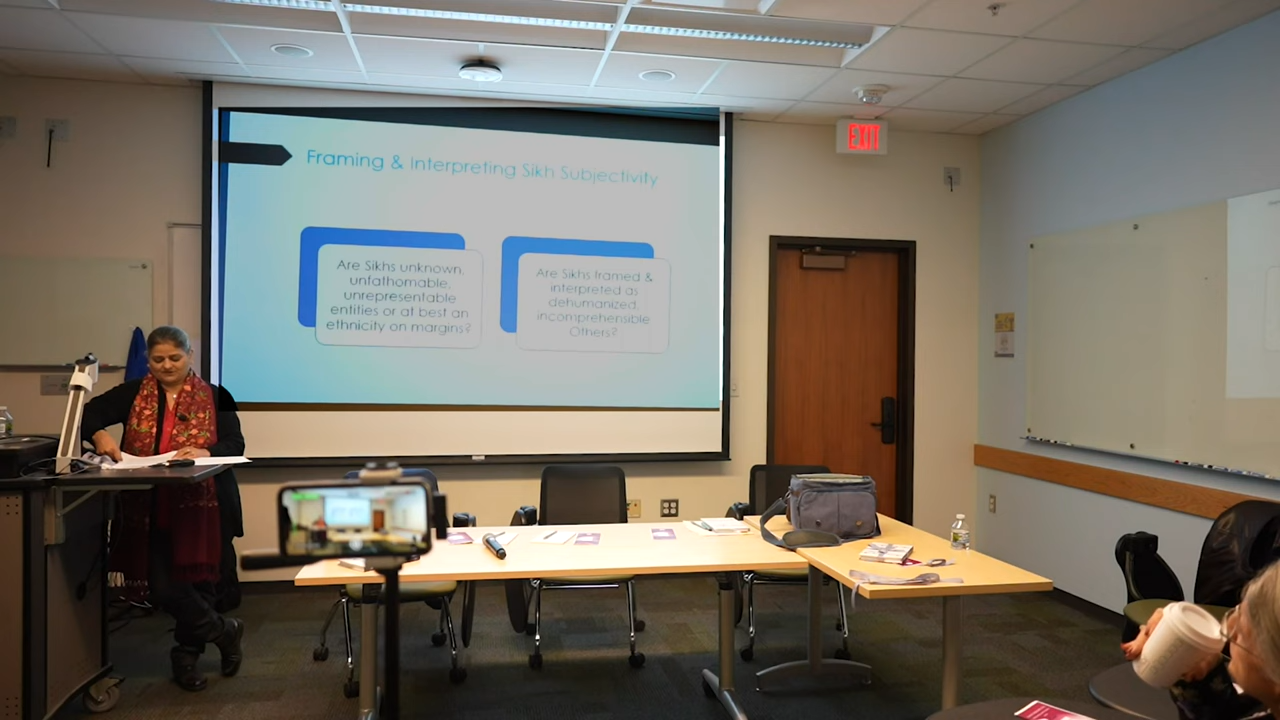 Framing & Interpreting Sikh Subjectivity
Are Sikhs unknown,
unfathomable,
unrepresentable
entities or at best an
ethnicity on margins?
Are Sikhs framed &
interpreted as
dehumanized,
incomprehensible
Others?
EXIT